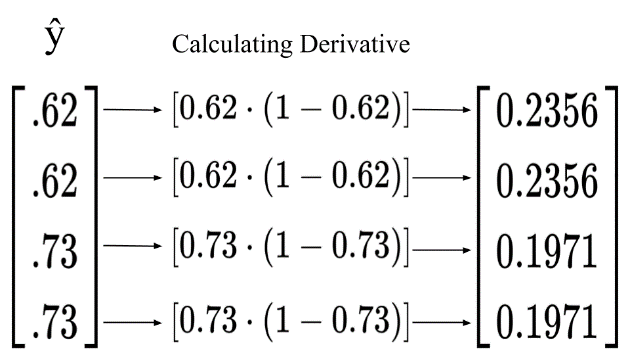 ŷ
Calculating Derivative
.62 [0.62 · (1 − 0.62)] 0.2356
.62 [0.62 · (1 − 0.62)] 0.2356
.73 [0.73 · (1 − 0.73)] 0.1971
.73 [0.73 · (1 − 0.73)] 0.1971